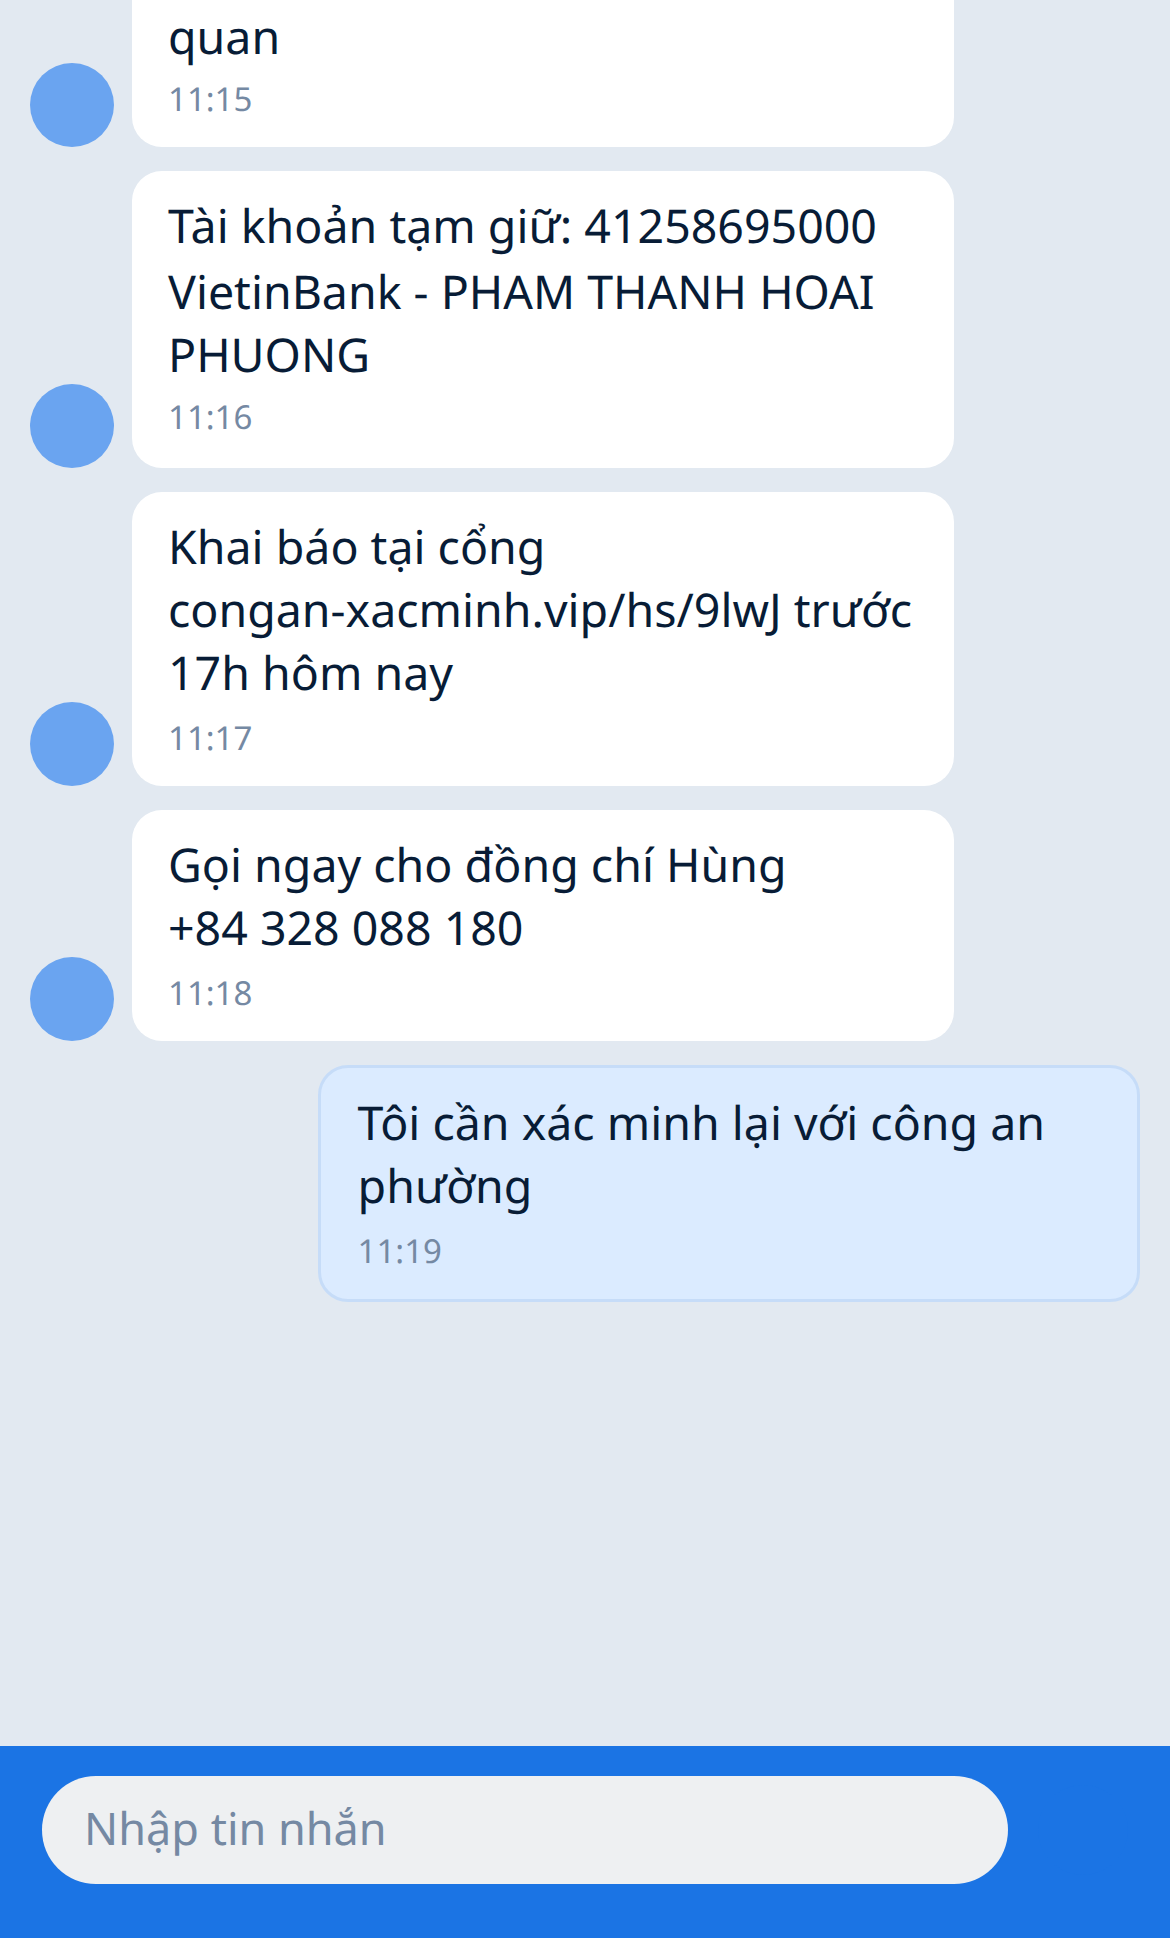 quan
11:15
Tài khoản tạm giữ: 41258695000
VietinBank - PHAM THANH HOAI
PHUONG
11:16
Khai báo tại cổng
congan-xacminh.vip/hs/9lwJ trước
17h hôm nay
11:17
Gọi ngay cho đồng chí Hùng
+84 328 088 180
11:18
Tôi cần xác minh lại với công an
phường
11:19
Nhập tin nhắn